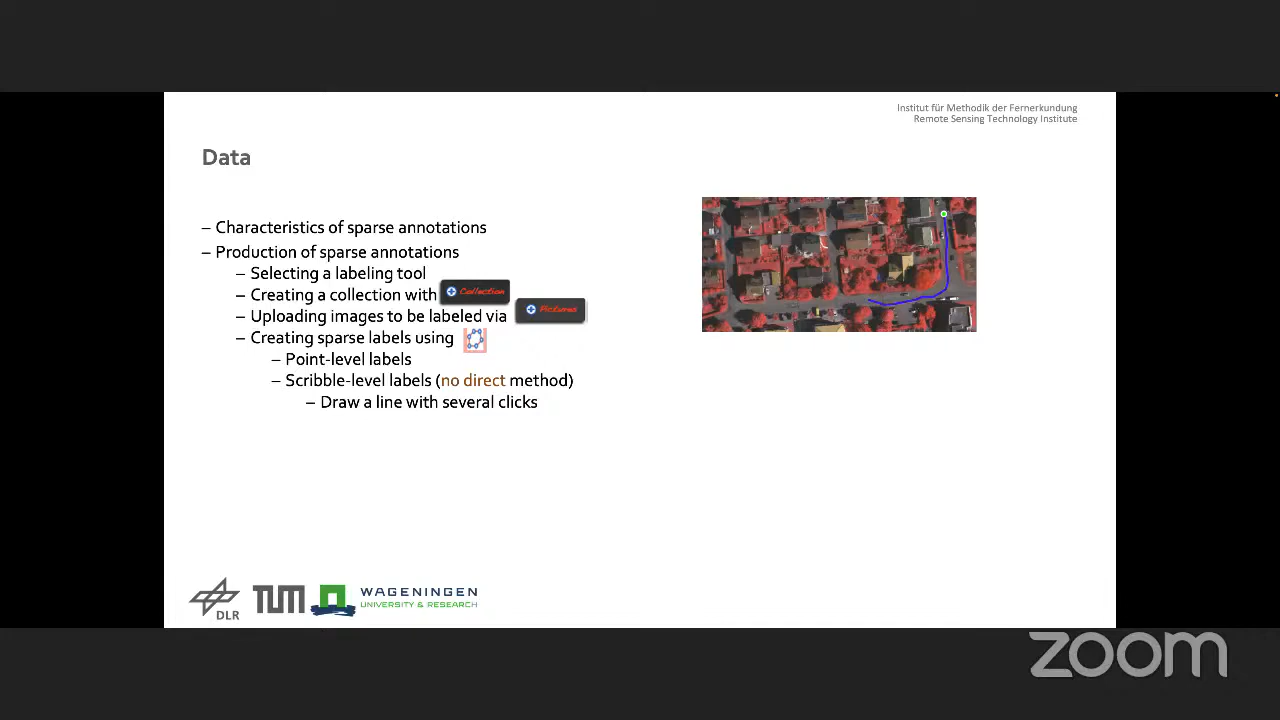 Institut für Methodik der Fernerkundung
Remote Sensing Technology Institute
Data
– Characteristics of sparse annotations
– Production of sparse annotations
– Selecting a labeling tool
– Creating a collection with Collection
– Uploading images to be labeled via Pictures
– Creating sparse labels using
– Point-level labels
– Scribble-level labels (no direct method)
– Draw a line with several clicks
DLR
TUM
WAGENINGEN
UNIVERSITY & RESEARCH
zoom